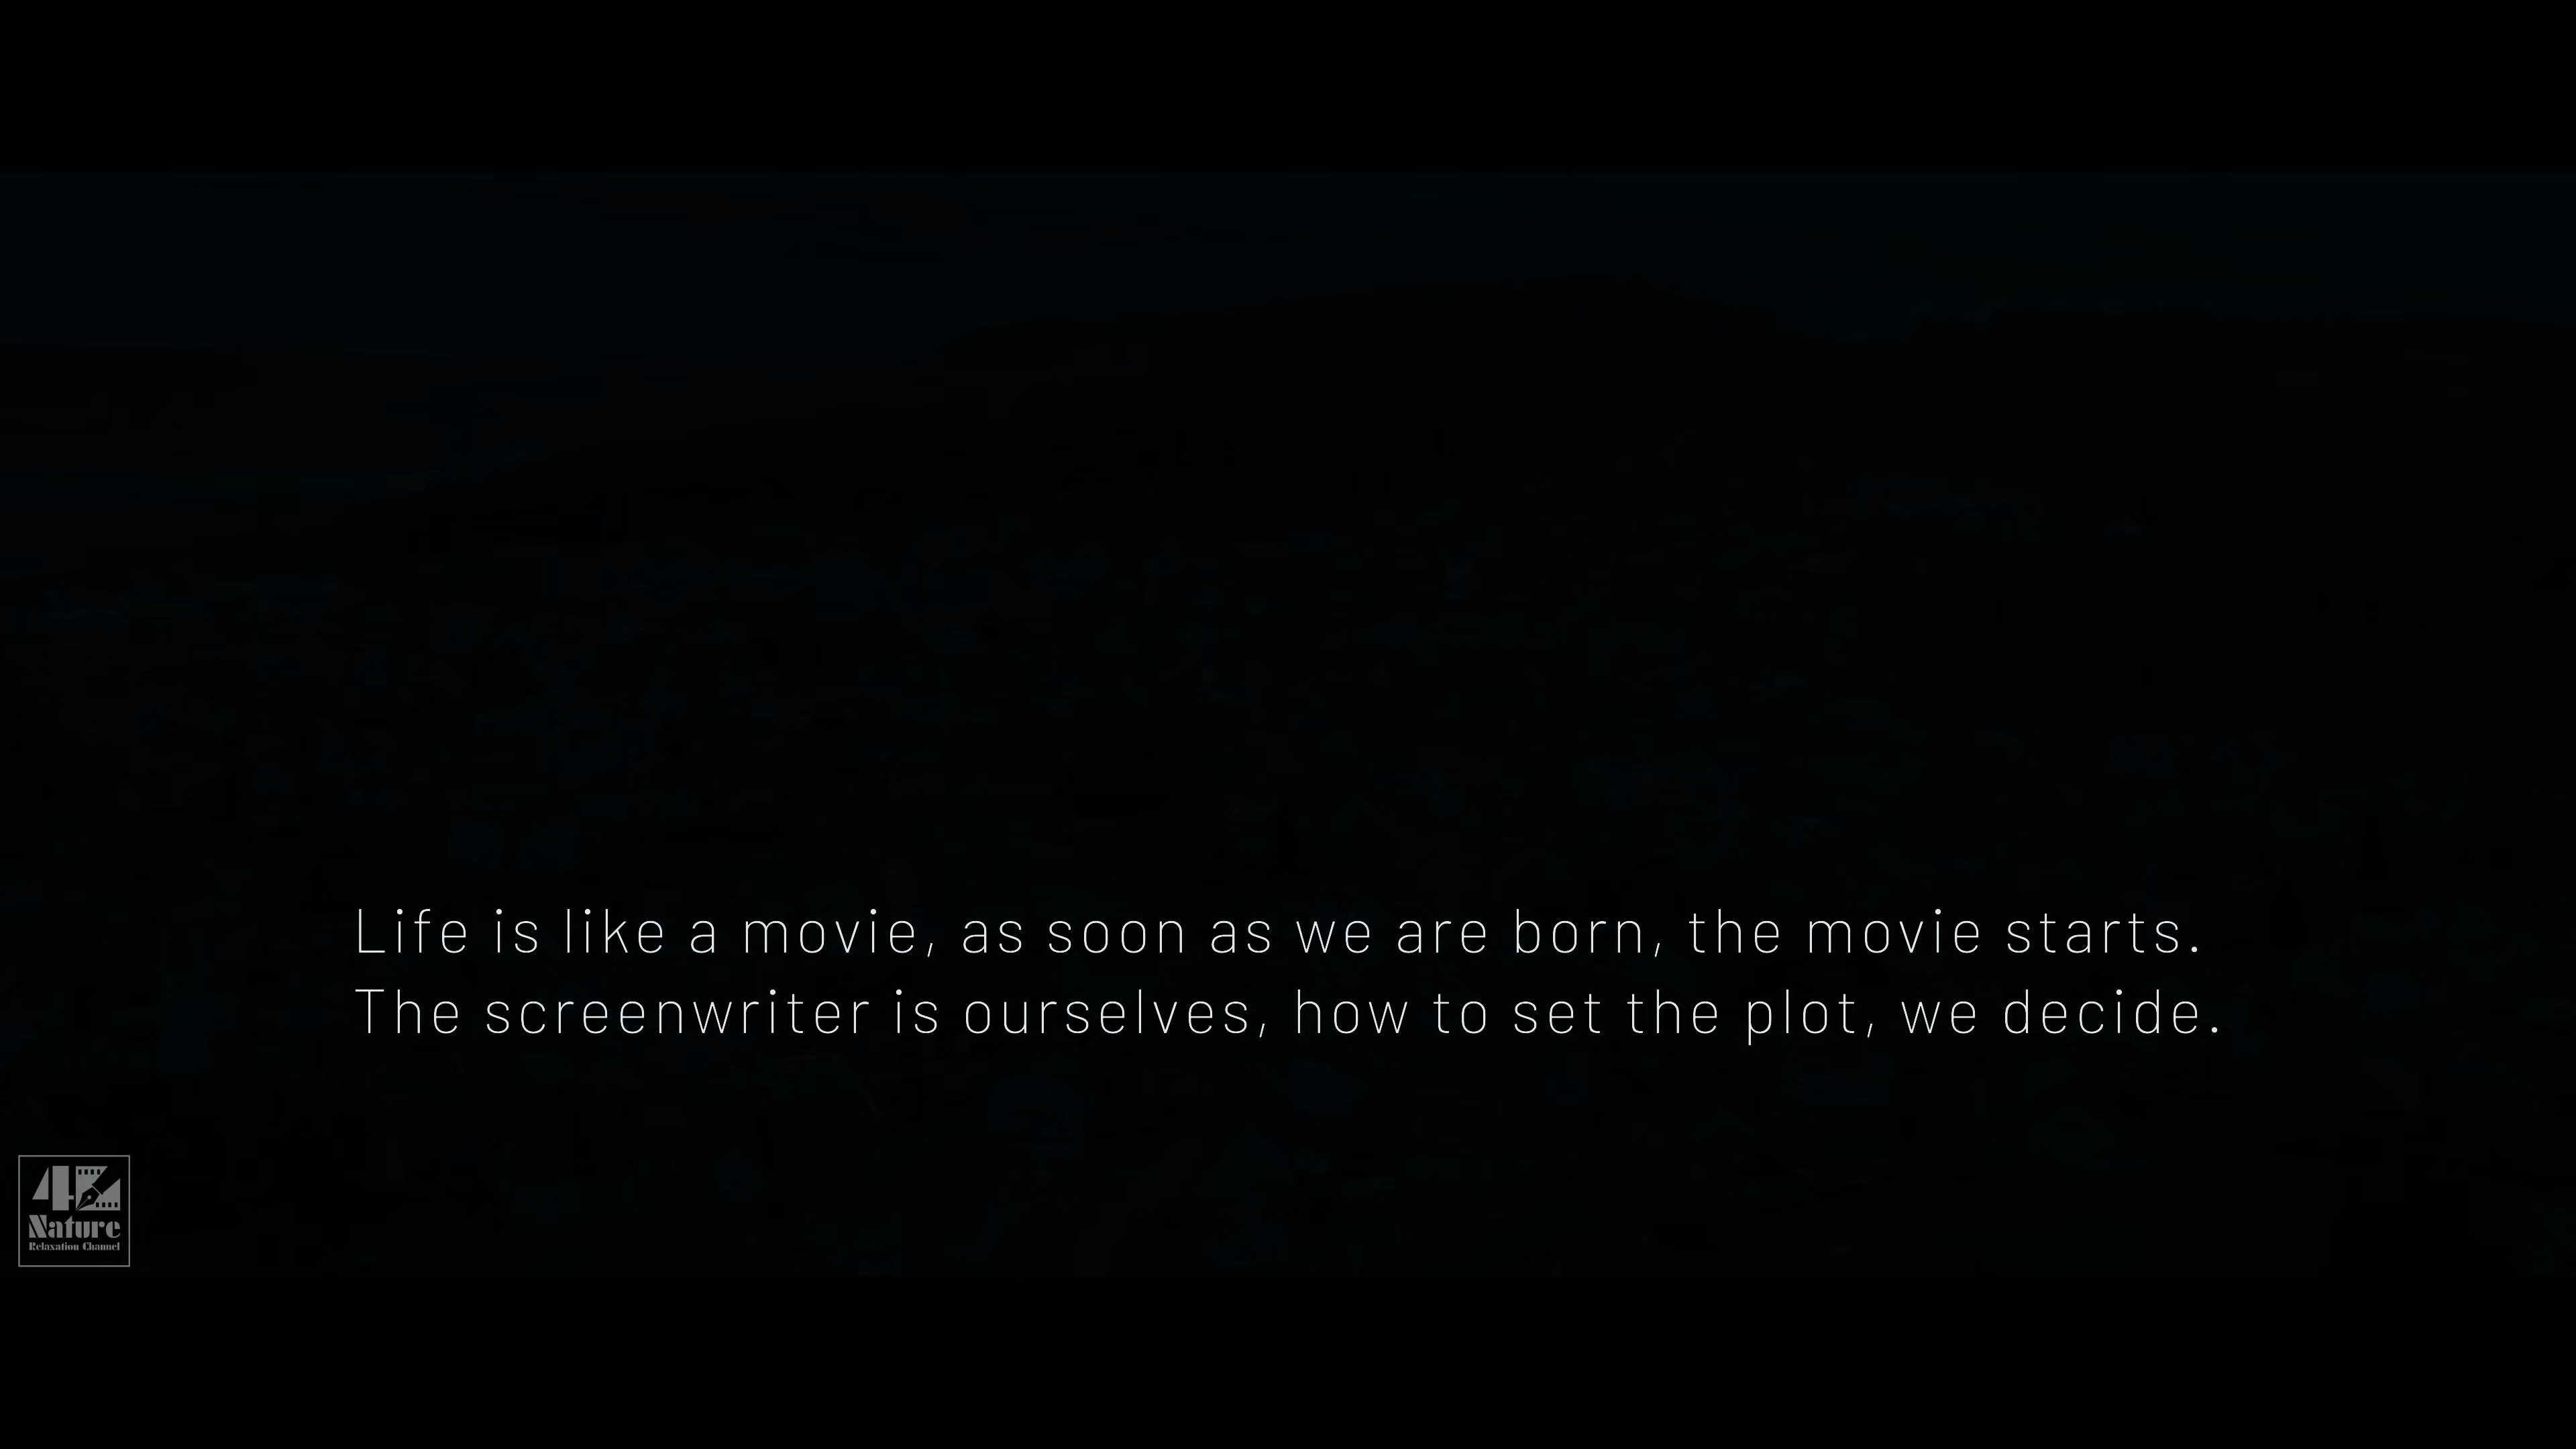 Life is like a movie, as soon as we are born, the movie starts.
The screenwriter is ourselves, how to set the plot, we decide.
4K
Nature
Relaxation Channel